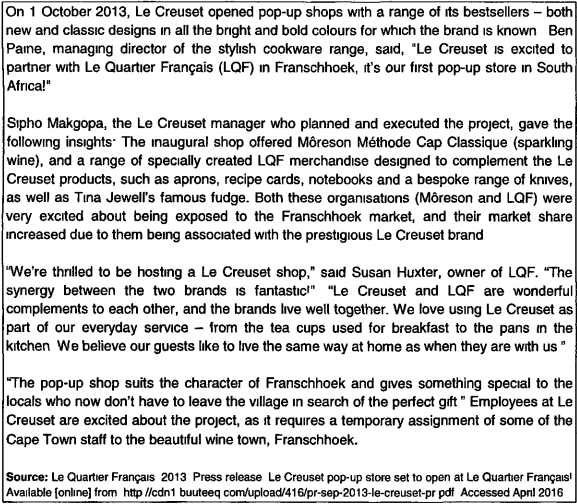 On 1 October 2013, Le Creuset opened pop-up shops with a range of its bestsellers – both
new and classic designs in all the bright and bold colours for which the brand is known Ben
Paine, managing director of the stylish cookware range, said, "Le Creuset is excited to
partner with Le Quartier Français (LQF) in Franschhoek, it's our first pop-up store in South
Africa!"
Sipho Makgopa, the Le Creuset manager who planned and executed the project, gave the
following insights· The inaugural shop offered Môreson Méthode Cap Classique (sparkling
wine), and a range of specially created LQF merchandise designed to complement the Le
Creuset products, such as aprons, recipe cards, notebooks and a bespoke range of knives,
as well as Tina Jewell's famous fudge. Both these organisations (Môreson and LQF) were
very excited about being exposed to the Franschhoek market, and their market share
increased due to them being associated with the prestigious Le Creuset brand
"We're thrilled to be hosting a Le Creuset shop," said Susan Huxter, owner of LQF. "The
synergy between the two brands is fantastic!" "Le Creuset and LQF are wonderful
complements to each other, and the brands live well together. We love using Le Creuset as
part of our everyday service – from the tea cups used for breakfast to the pans in the
kitchen We believe our guests like to live the same way at home as when they are with us "
"The pop-up shop suits the character of Franschhoek and gives something special to the
locals who now don't have to leave the village in search of the perfect gift " Employees at Le
Creuset are excited about the project, as it requires a temporary assignment of some of the
Cape Town staff to the beautiful wine town, Franschhoek.
Source: Le Quartier Français 2013 Press release Le Creuset pop-up store set to open at Le Quartier Français!
Available [online] from http //cdn1 buuteeq com/upload/416/pr-sep-2013-le-creuset-pr pdf Accessed April 2016